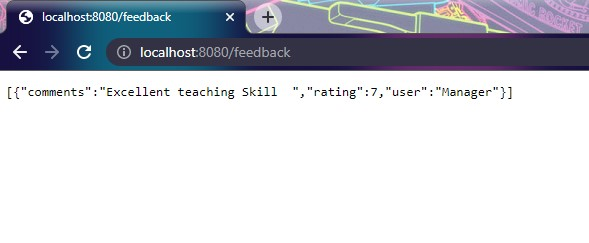 localhost:8080/feedback
localhost:8080/feedback
[{"comments":"Excellent teaching Skill  ","rating":7,"user":"Manager"}]